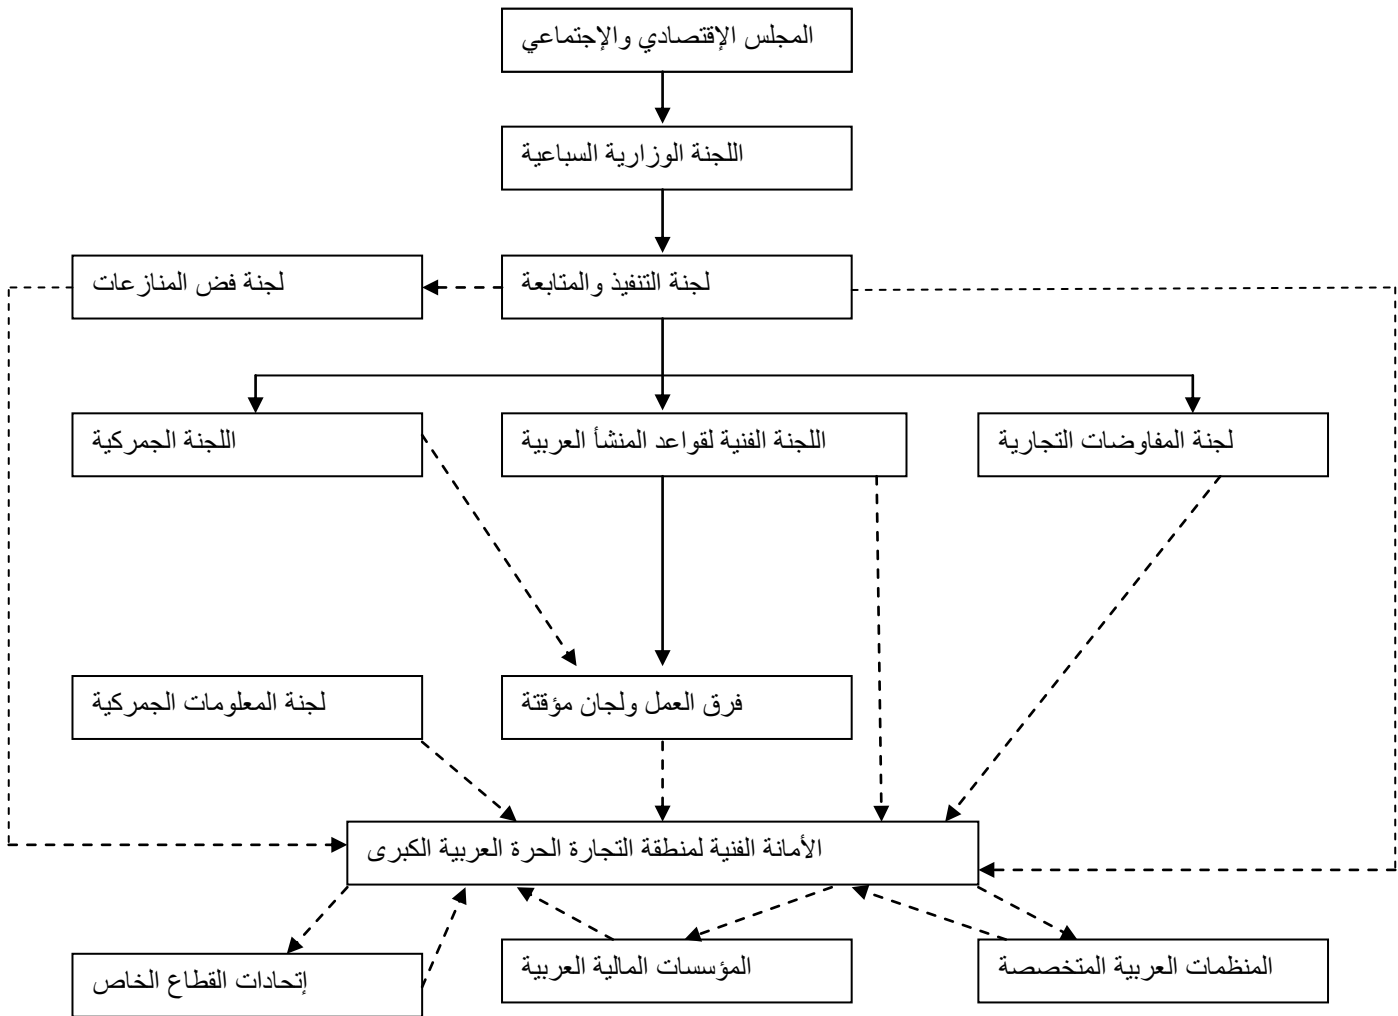 المجلس الإقتصادي والإجتماعي
اللجنة الوزارية السباعية
لجنة التنفيذ والمتابعة
لجنة فض المنازعات
لجنة المفاوضات التجارية
اللجنة الفنية لقواعد المنشأ العربية
اللجنة الجمركية
فرق العمل ولجان مؤقتة
لجنة المعلومات الجمركية
الأمانة الفنية لمنطقة التجارة الحرة العربية الكبرى
المنظمات العربية المتخصصة
المؤسسات المالية العربية
إتحادات القطاع الخاص